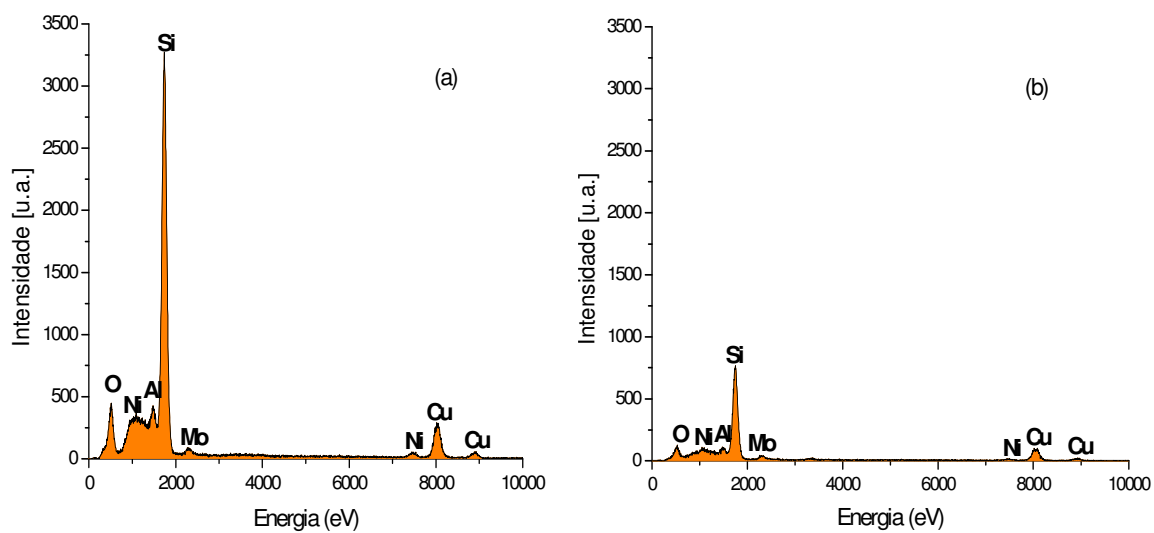 3500
3000
2500
2000
1500
1000
500
0
Intensidade [u.a.]
(a)
Si
O
Ni
Al
Mo
Ni
Cu
Cu
0 2000 4000 6000 8000 10000
Energia (eV)
3500
3000
2500
2000
1500
1000
500
0
Intensidade [u.a.]
(b)
Si
O
Ni
Al
Mo
Ni
Cu
Cu
0 2000 4000 6000 8000 10000
Energia (eV)